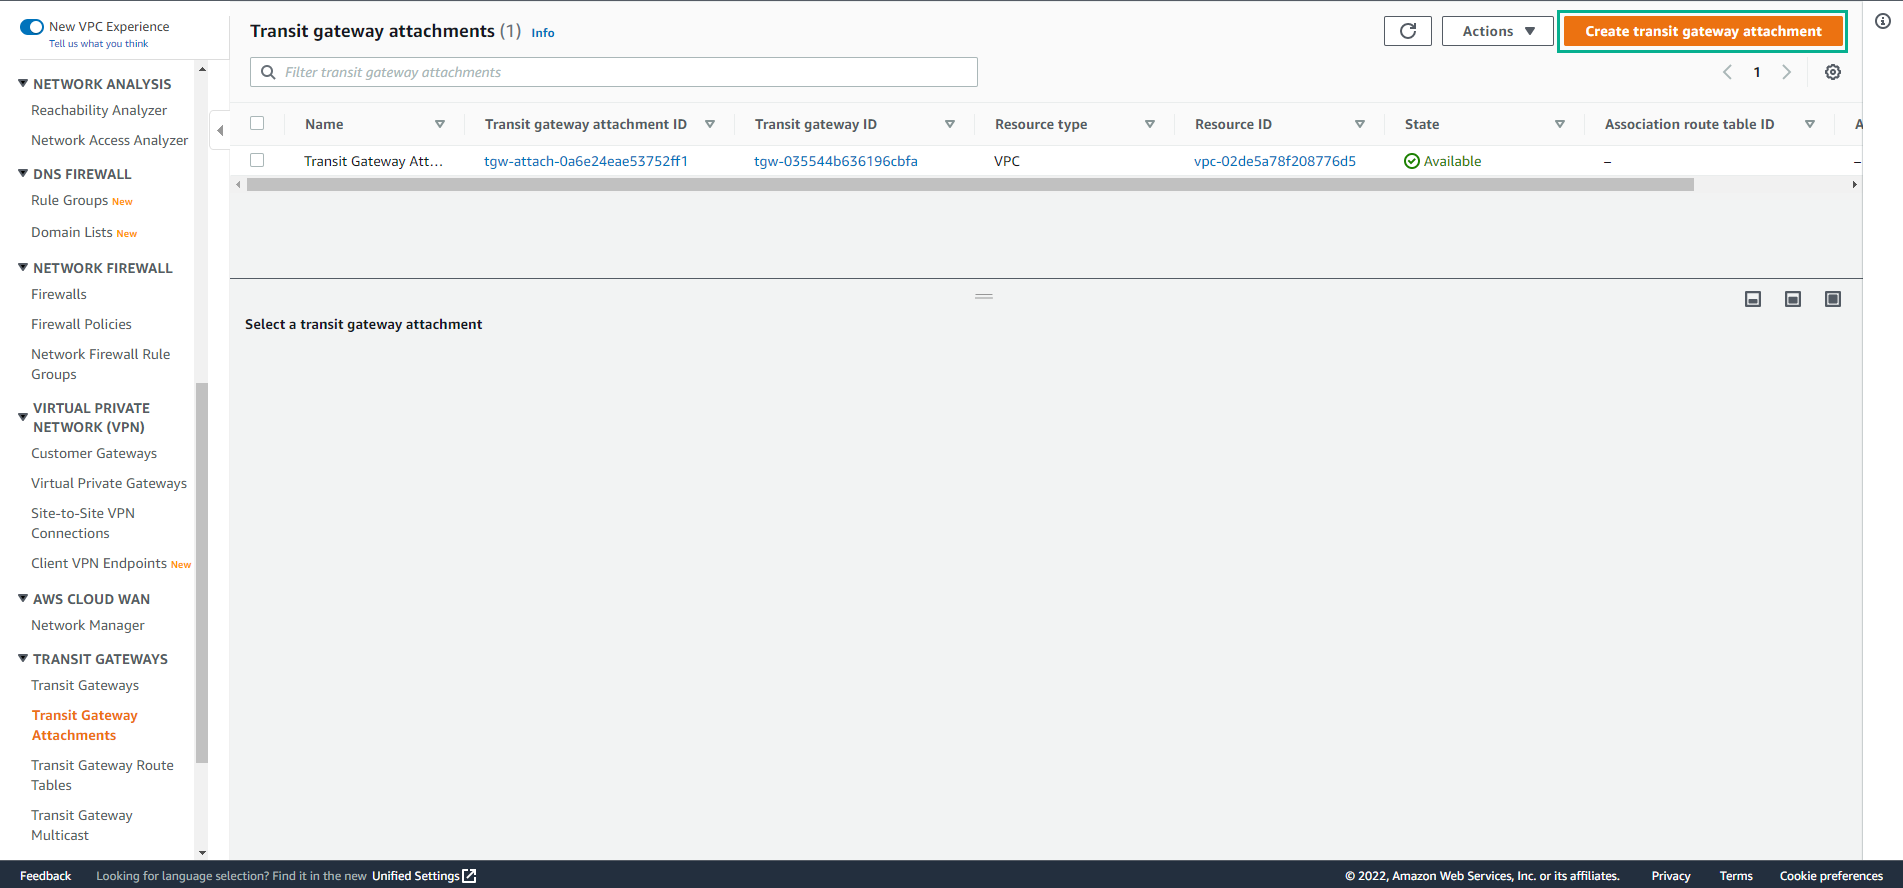 New VPC Experience
Tell us what you think
NETWORK ANALYSIS
Reachability Analyzer
Network Access Analyzer
DNS FIREWALL
Rule Groups New
Domain Lists New
NETWORK FIREWALL
Firewalls
Firewall Policies
Network Firewall Rule
Groups
VIRTUAL PRIVATE
NETWORK (VPN)
Customer Gateways
Virtual Private Gateways
Site-to-Site VPN
Connections
Client VPN Endpoints New
AWS CLOUD WAN
Network Manager
TRANSIT GATEWAYS
Transit Gateways
Transit Gateway
Attachments
Transit Gateway Route
Tables
Transit Gateway
Multicast
Transit gateway attachments (1) Info
Actions
Create transit gateway attachment
Filter transit gateway attachments
1
Name Transit gateway attachment ID Transit gateway ID Resource type Resource ID State Association route table ID A
Transit Gateway Att... tgw-attach-0a6e24eae53752ff1 tgw-035544b636196cbfa VPC vpc-02de5a78f208776d5 Available – –
Select a transit gateway attachment
Feedback Looking for language selection? Find it in the new Unified Settings © 2022, Amazon Web Services, Inc. or its affiliates. Privacy Terms Cookie preferences